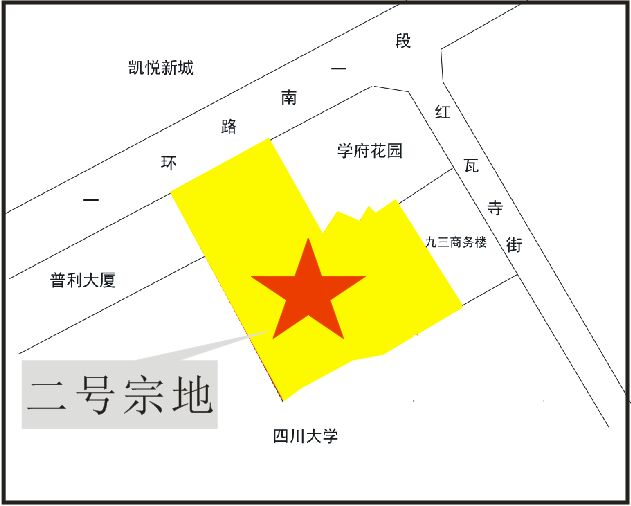 凯悦新城
一环路南一段
学府花园
红瓦寺街
九三商务楼
普利大厦
二号宗地
四川大学